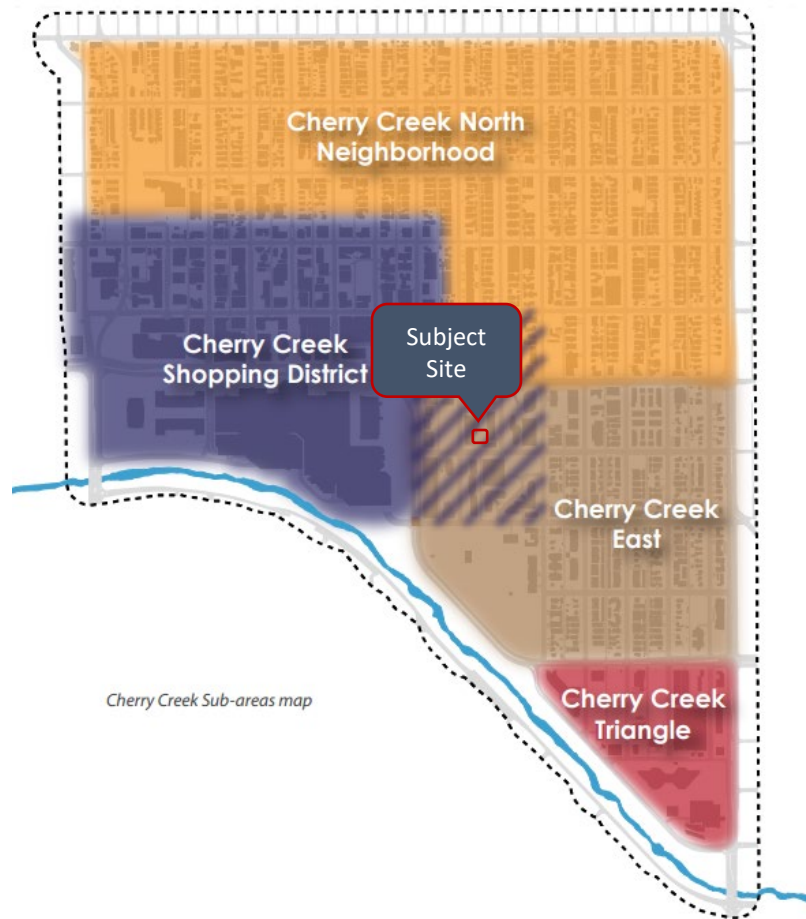 Cherry Creek North
Neighborhood
Cherry Creek
Shopping District
Subject
Site
Cherry Creek
East
Cherry Creek
Triangle
Cherry Creek Sub-areas map